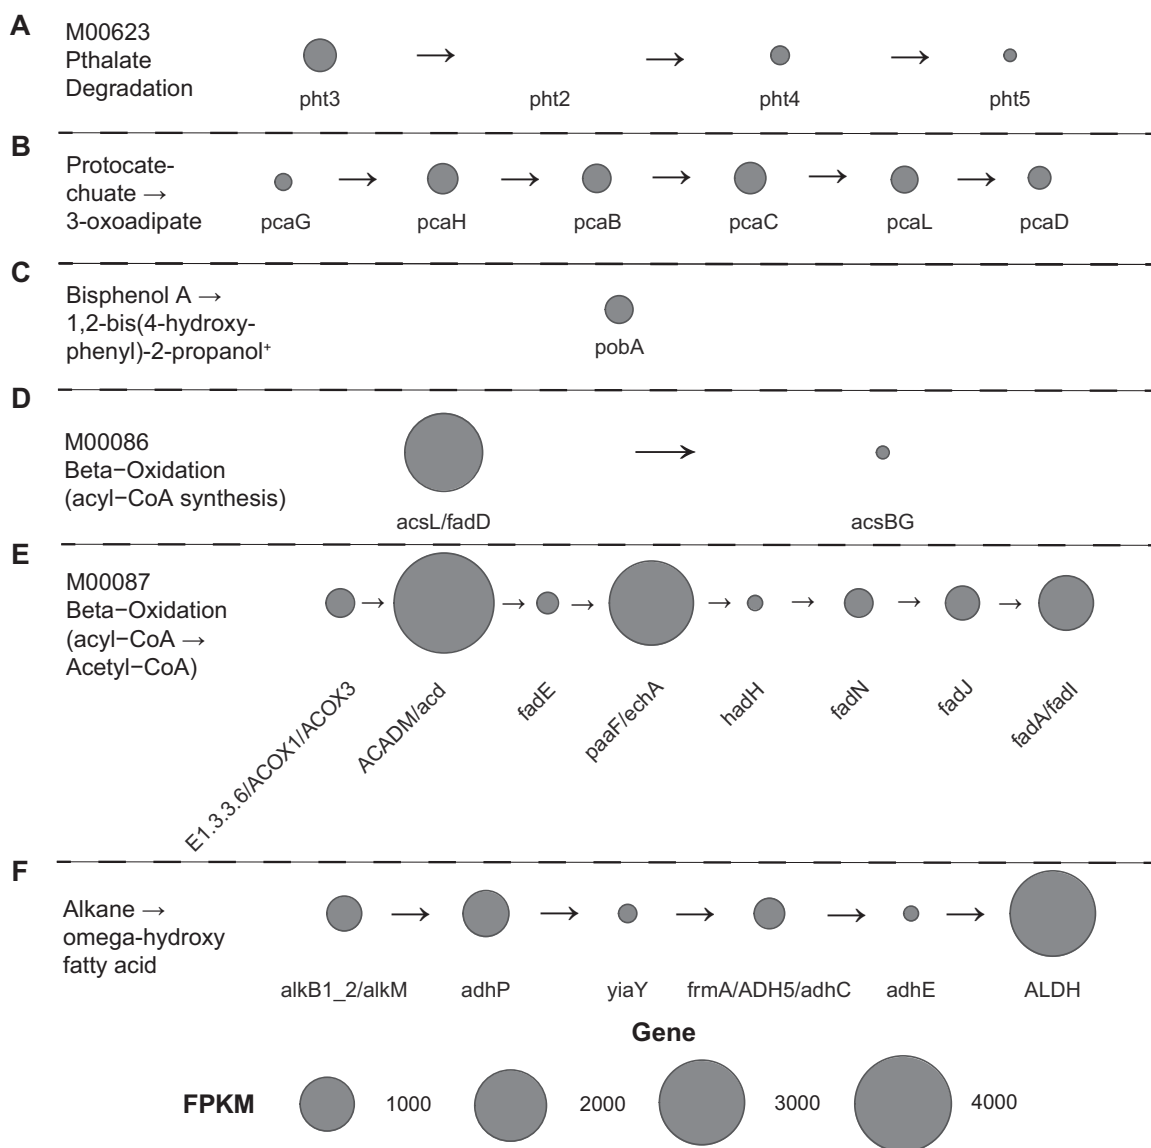 A
M00623
Pthalate
Degradation
→ → →
pht3 pht2 pht4 pht5
B
Protocate-
chuate →
3-oxoadipate
→ → → → →
pcaG pcaH pcaB pcaC pcaL pcaD
C
Bisphenol A →
1,2-bis(4-hydroxy-
phenyl)-2-propanol⁺
pobA
D
M00086
Beta−Oxidation
(acyl−CoA synthesis)
→
acsL/fadD acsBG
E
M00087
Beta−Oxidation
(acyl−CoA →
Acetyl−CoA)
→ → → → → → →
E1.3.3.6/ACOX1/ACOX3
ACADM/acd
fadE
paaF/echA
hadH
fadN
fadJ
fadA/fadI
F
Alkane →
omega-hydroxy
fatty acid
→ → → → →
alkB1_2/alkM adhP yiaY frmA/ADH5/adhC adhE ALDH
Gene
FPKM 1000 2000 3000 4000